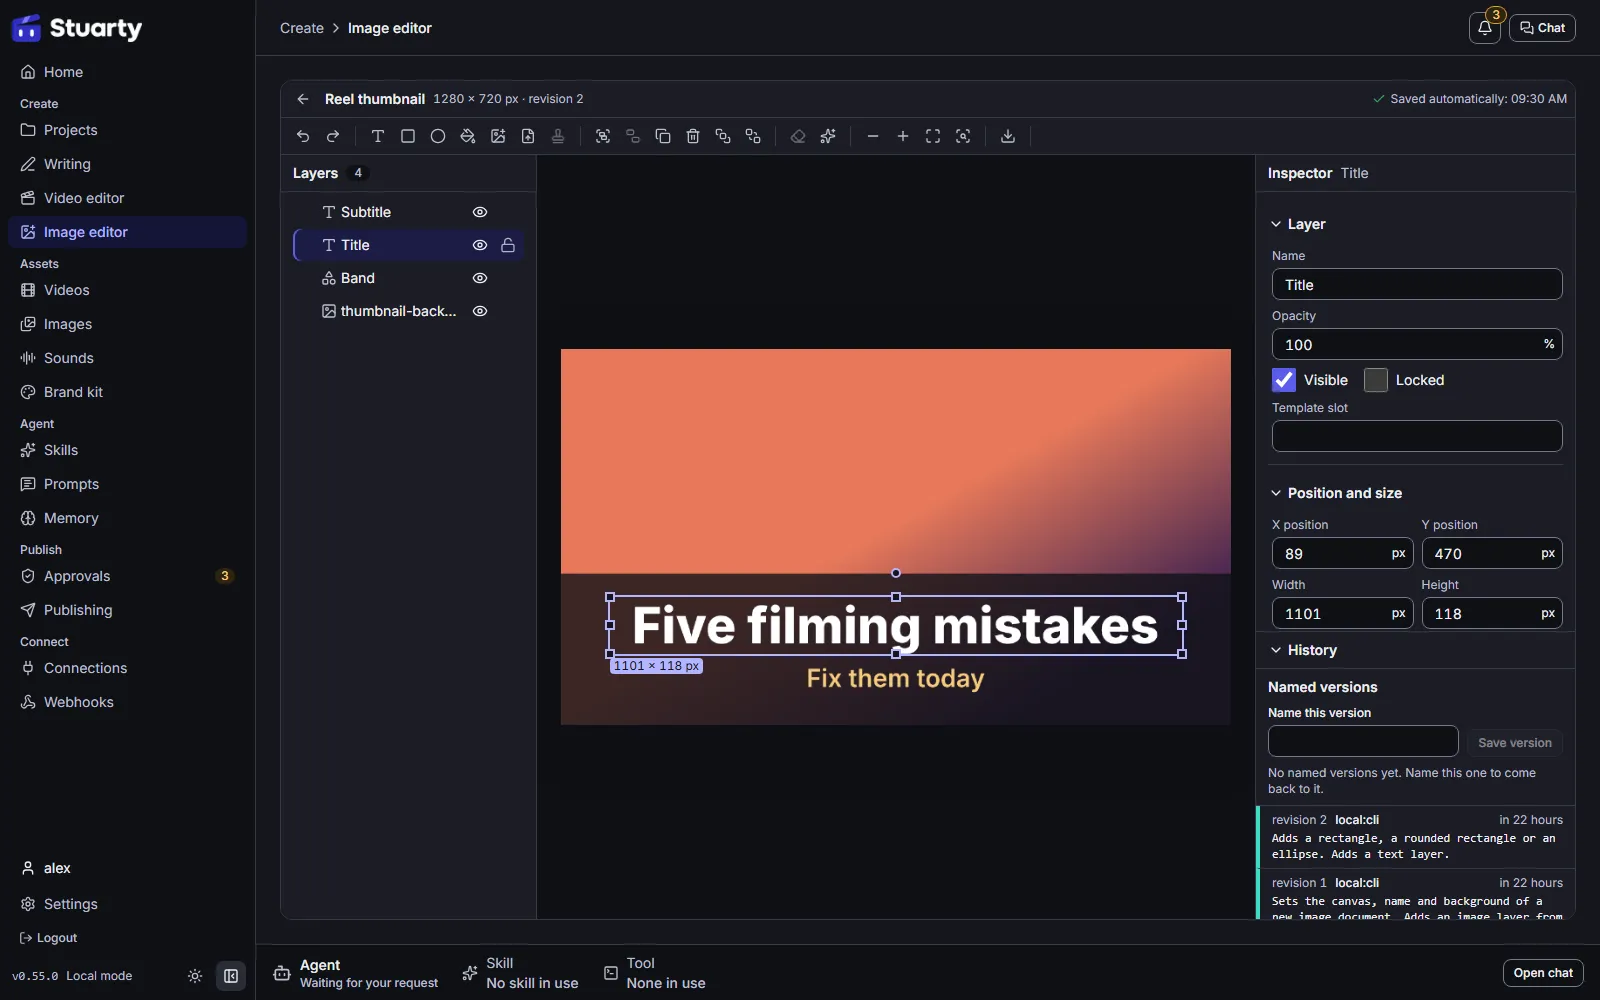 Stuarty
Create > Image editor
3
Chat
Home
Create
Projects
Writing
Video editor
Image editor
Assets
Videos
Images
Sounds
Brand kit
Agent
Skills
Prompts
Memory
Publish
Approvals 3
Publishing
Connect
Connections
Webhooks
alex
Settings
Logout
v0.55.0 Local mode
Reel thumbnail 1280 × 720 px · revision 2
Saved automatically: 09:30 AM
Layers 4
Subtitle
Title
Band
thumbnail-back...
Five filming mistakes
1101 × 118 px
Fix them today
Inspector Title
Layer
Name
Title
Opacity
100 %
Visible Locked
Template slot
Position and size
X position Y position
89 px 470 px
Width Height
1101 px 118 px
History
Named versions
Name this version
Save version
No named versions yet. Name this one to come
back to it.
revision 2 local:cli in 22 hours
Adds a rectangle, a rounded rectangle or an
ellipse. Adds a text layer.
revision 1 local:cli in 22 hours
Sets the canvas, name and background of a
new image document. Adds an image layer from
Agent
Waiting for your request
Skill
No skill in use
Tool
None in use
Open chat